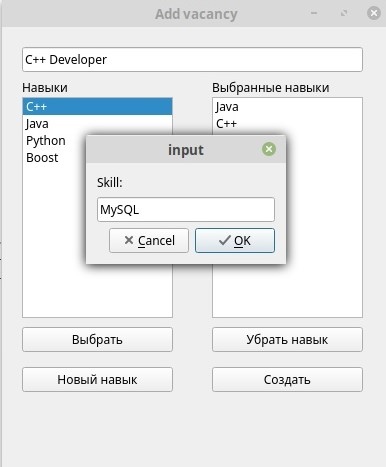 Add vacancy
C++ Developer
Навыки
Выбранные навыки
C++
Java
Python
Boost
Java
C++
input
Skill:
MySQL
Cancel
OK
Выбрать
Убрать навык
Новый навык
Создать